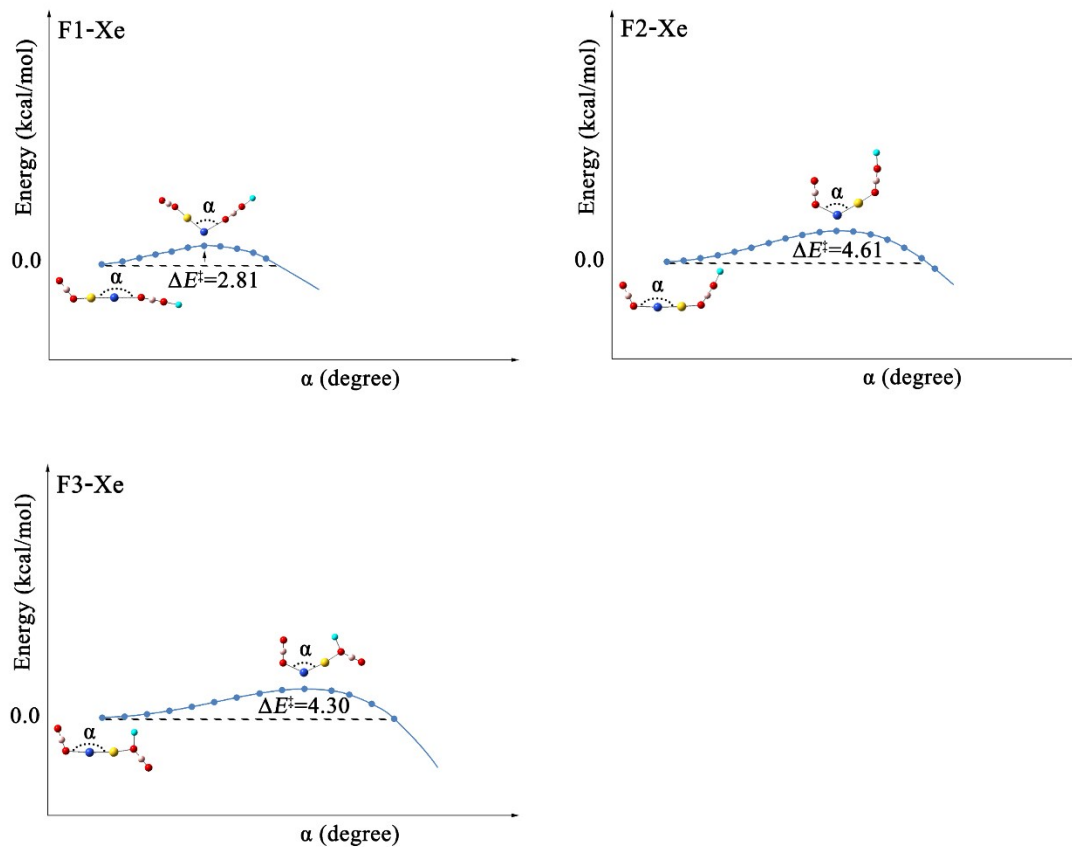 F1-Xe
Energy (kcal/mol)
α
0.0
ΔE‡=2.81
α
α (degree)
F2-Xe
Energy (kcal/mol)
α
0.0
ΔE‡=4.61
α
α (degree)
F3-Xe
Energy (kcal/mol)
α
0.0
ΔE‡=4.30
α
α (degree)